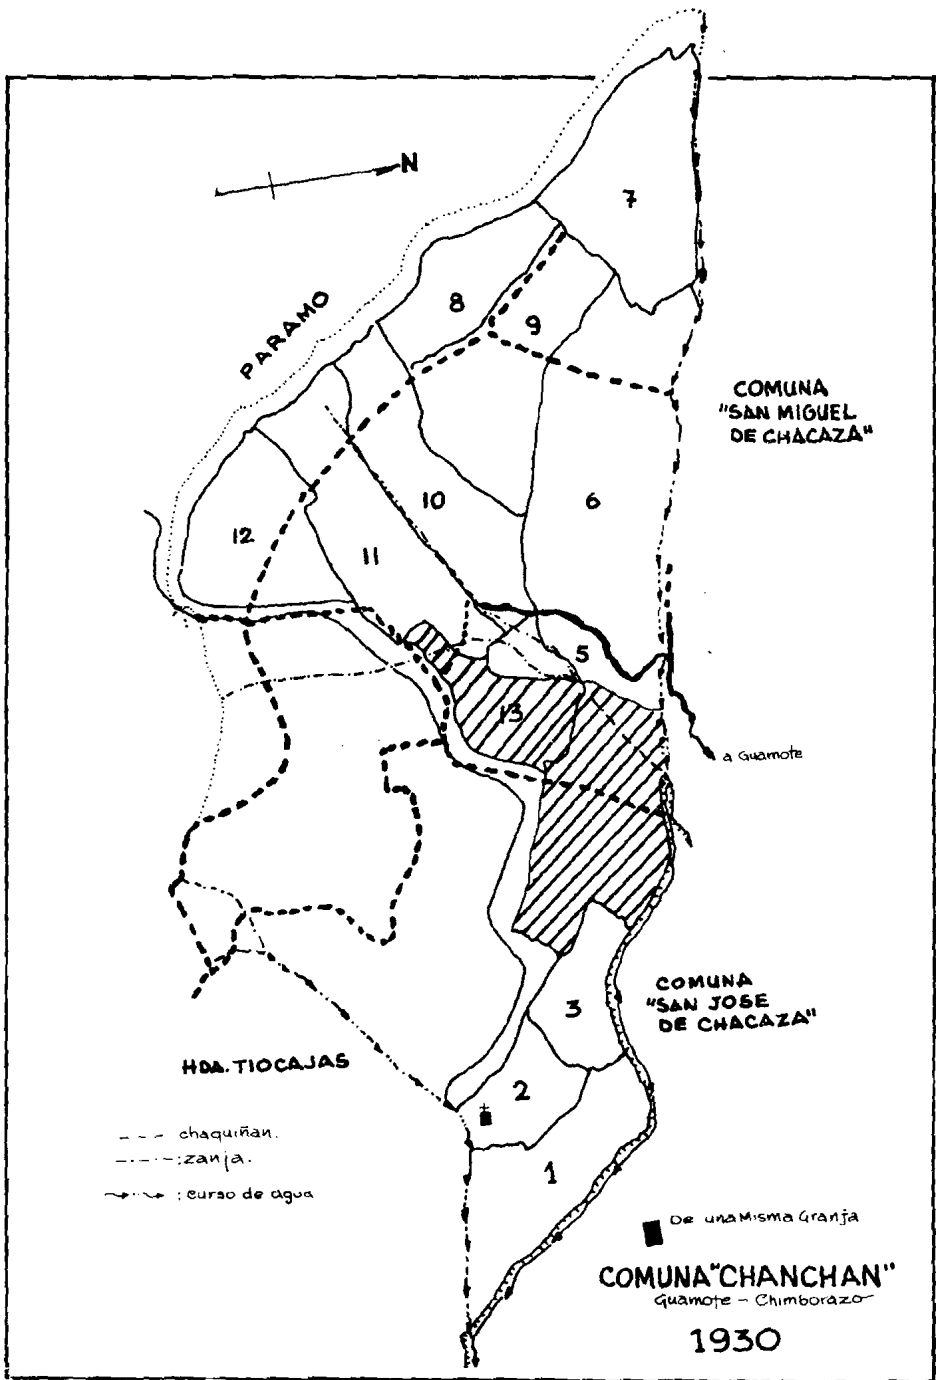 N
7
8
9
PARAMO
COMUNA
"SAN MIGUEL
DE CHACAZA"
10
6
12
11
5
13
a Guamote
COMUNA
"SAN JOSE
DE CHACAZA"
3
HDA. TIOCAJAS
2
--- chaquiñan.
-·-·-: zanja.
1
: curso de agua
De una Misma Granja
COMUNA "CHANCHAN"
Guamote - Chimborazo
1930